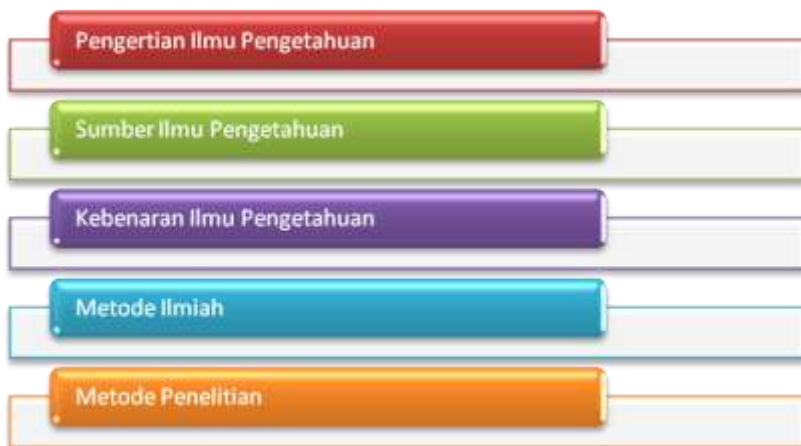 Pengertian Ilmu Pengetahuan
Sumber Ilmu Pengetahuan
Kebenaran Ilmu Pengetahuan
Metode Ilmiah
Metode Penelitian